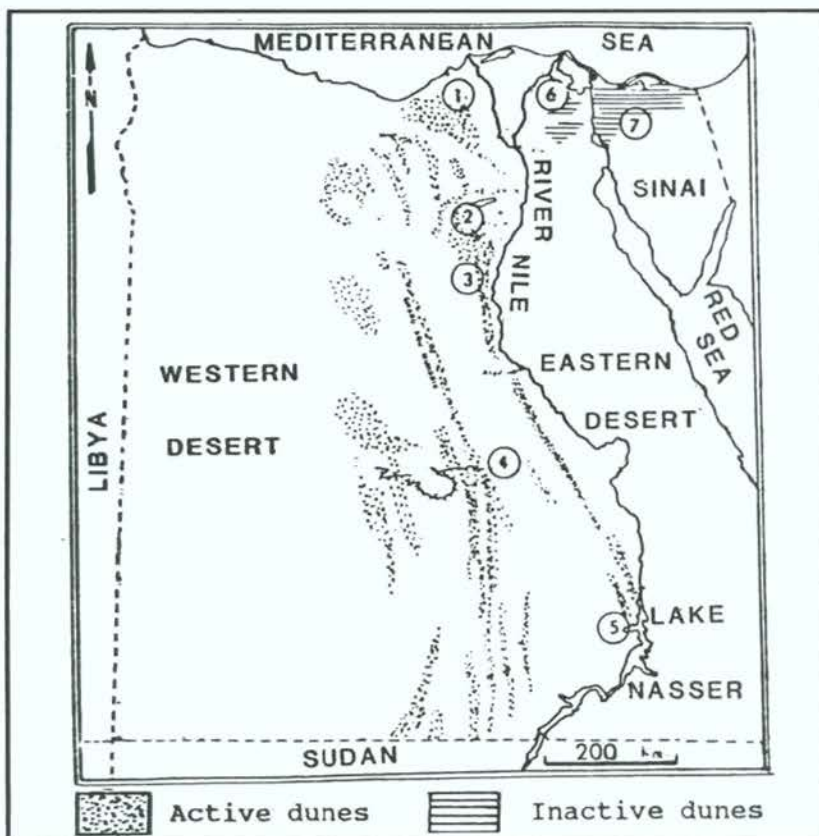 MEDITERRANEAN SEA
N
1
6
7
RIVER
SINAI
2
NILE
3
RED
SEA
WESTERN
DESERT
EASTERN
DESERT
LIBYA
4
5
LAKE
NASSER
SUDAN
200 km.
Active dunes
Inactive dunes